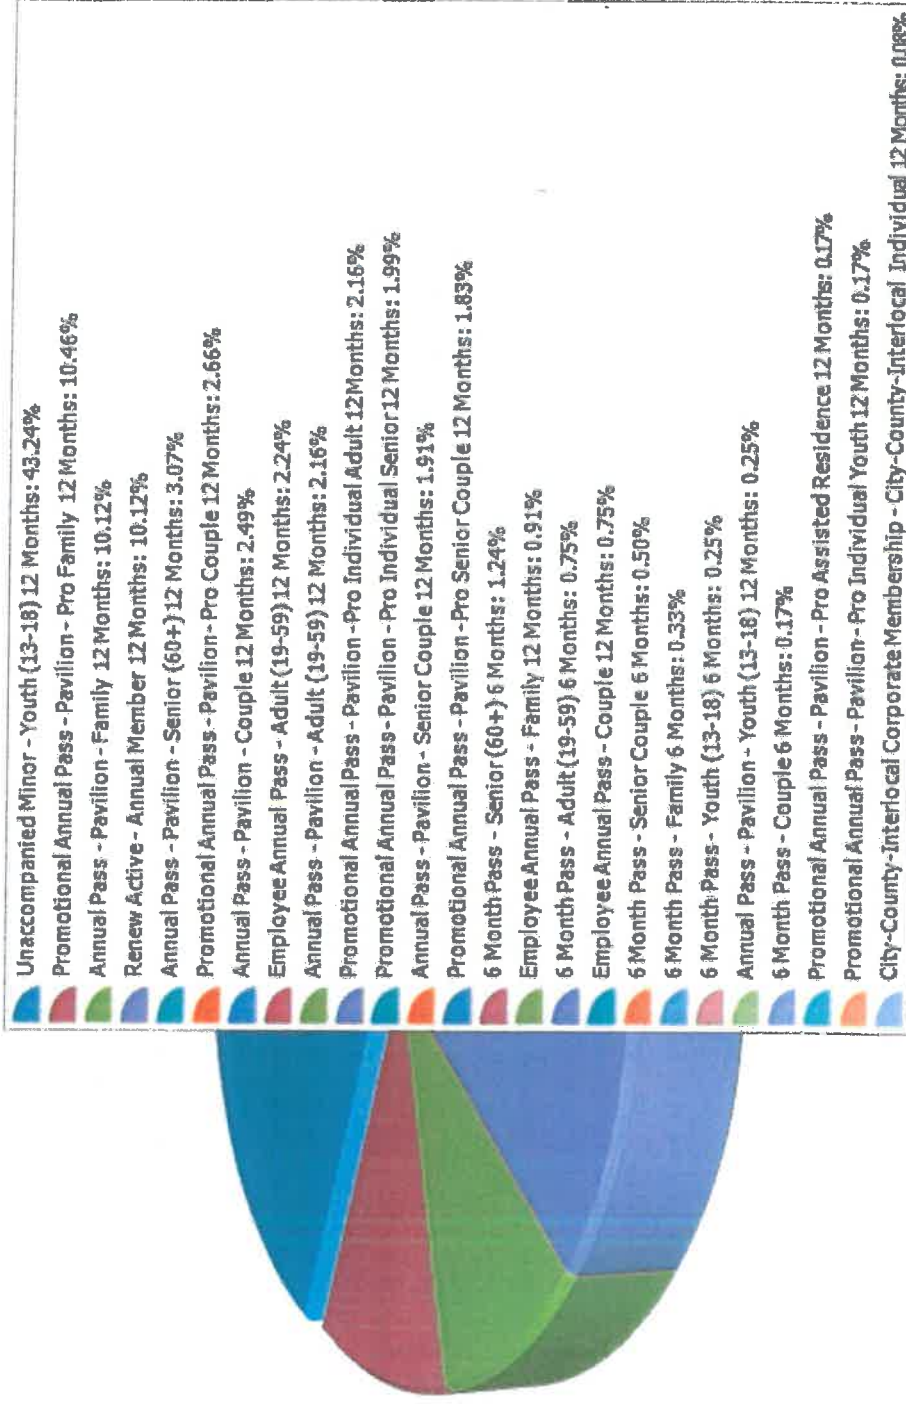 Unaccompanied Minor - Youth (13-18) 12 Months: 43.24%
Promotional Annual Pass - Pavilion - Pro Family 12 Months: 10.46%
Annual Pass - Pavilion - Family 12 Months: 10.12%
Renew Active - Annual Member 12 Months: 10.12%
Annual Pass - Pavilion - Senior (60+) 12 Months: 3.07%
Promotional Annual Pass - Pavilion - Pro Couple 12 Months: 2.66%
Annual Pass - Pavilion - Couple 12 Months: 2.49%
Employee Annual Pass - Adult (19-59) 12 Months: 2.24%
Annual Pass - Pavilion - Adult (19-59) 12 Months: 2.16%
Promotional Annual Pass - Pavilion - Pro Individual Adult 12 Months: 2.16%
Promotional Annual Pass - Pavilion - Pro Individual Senior 12 Months: 1.99%
Annual Pass - Pavilion - Senior Couple 12 Months: 1.91%
Promotional Annual Pass - Pavilion - Pro Senior Couple 12 Months: 1.83%
6 Month Pass - Senior (60+) 6 Months: 1.24%
Employee Annual Pass - Family 12 Months: 0.91%
6 Month Pass - Adult (19-59) 6 Months: 0.75%
Employee Annual Pass - Couple 12 Months: 0.75%
6 Month Pass - Senior Couple 6 Months: 0.50%
6 Month Pass - Family 6 Months: 0.33%
6 Month Pass - Youth (13-18) 6 Months: 0.25%
Annual Pass - Pavilion - Youth (13-18) 12 Months: 0.25%
6 Month Pass - Couple 6 Months: 0.17%
Promotional Annual Pass - Pavilion - Pro Assisted Residence 12 Months: 0.17%
Promotional Annual Pass - Pavilion - Pro Individual Youth 12 Months: 0.17%
City-County-Interlocal Corporate Membership - City-County-Interlocal Individual 12 Months: 0.08%